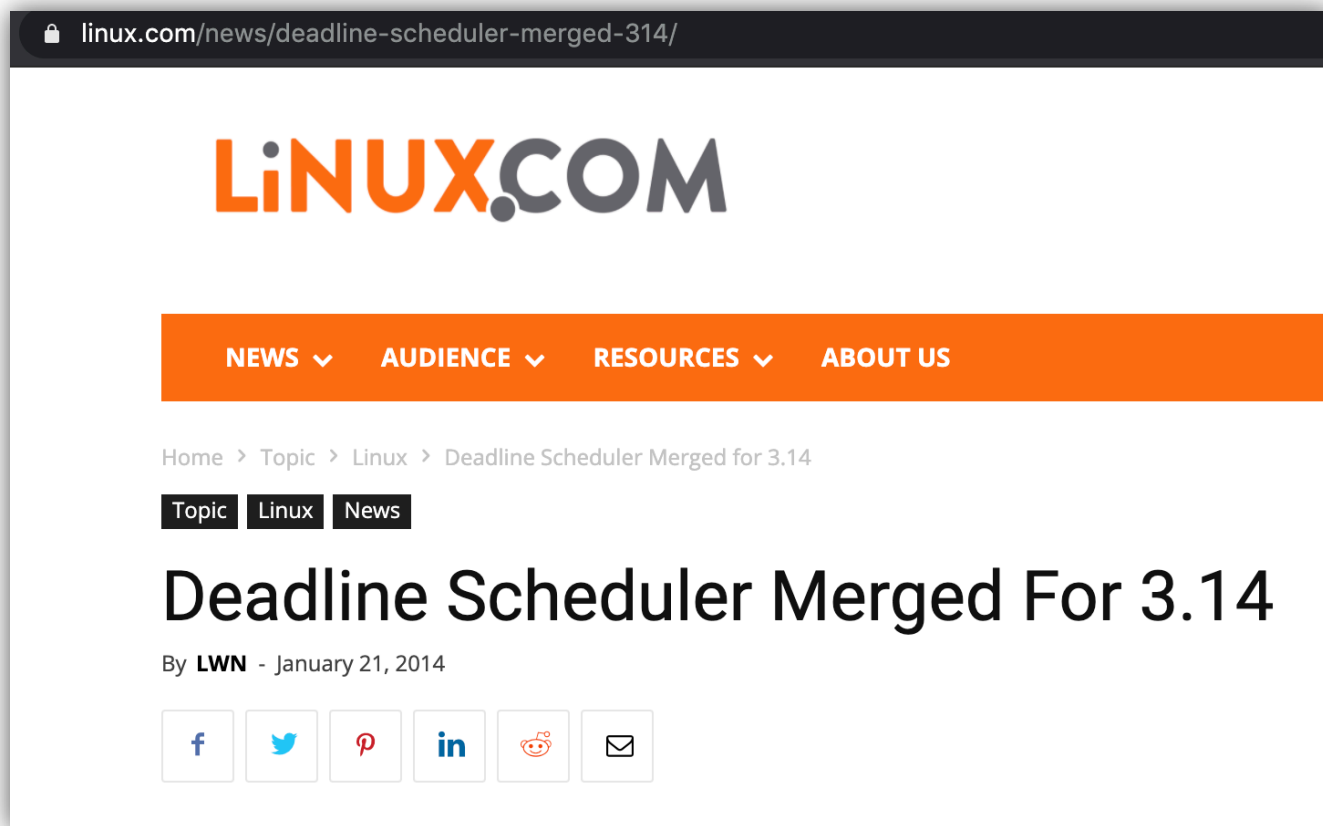 linux.com/news/deadline-scheduler-merged-314/
LiNUX.COM
NEWS AUDIENCE RESOURCES ABOUT US
Home > Topic > Linux > Deadline Scheduler Merged for 3.14
Topic Linux News
Deadline Scheduler Merged For 3.14
By LWN - January 21, 2014
f in